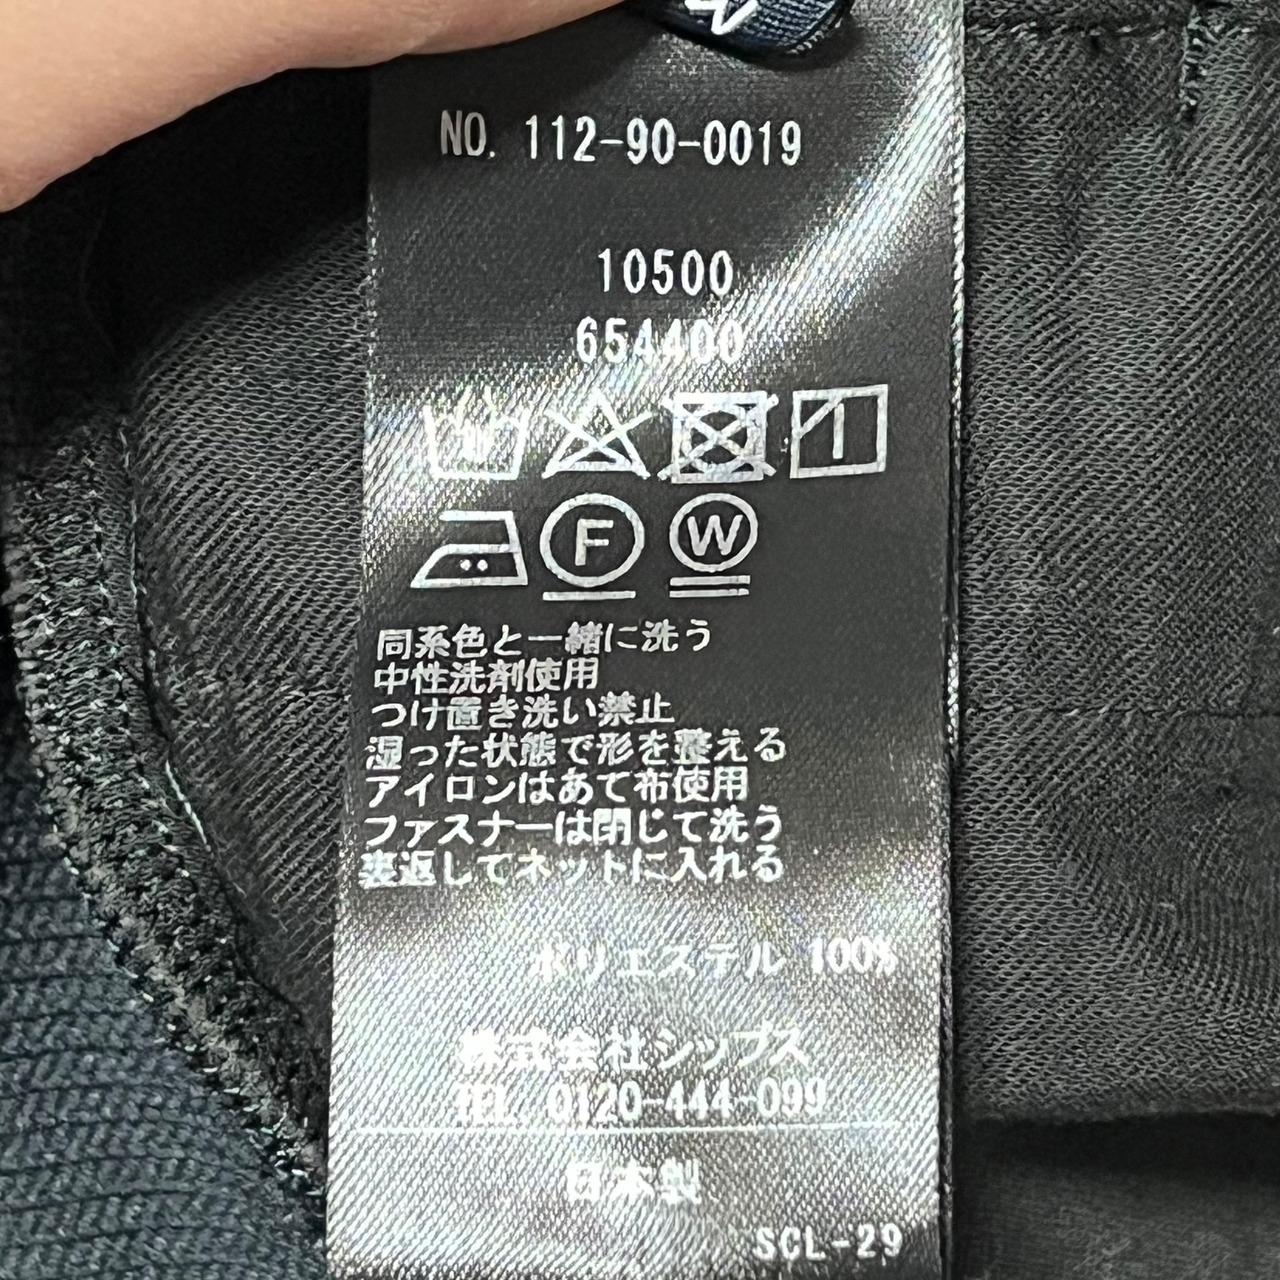 NO. 112-90-0019
10500
654400
F W
同系色と一緒に洗う
中性洗剤使用
つけ置き洗い禁止
湿った状態で形を整える
アイロンはあて布使用
ファスナーは閉じて洗う
裏返してネットに入れる
ポリエステル 100%
株式会社シップス
TEL. 0120-444-099
日本製
SCL-29